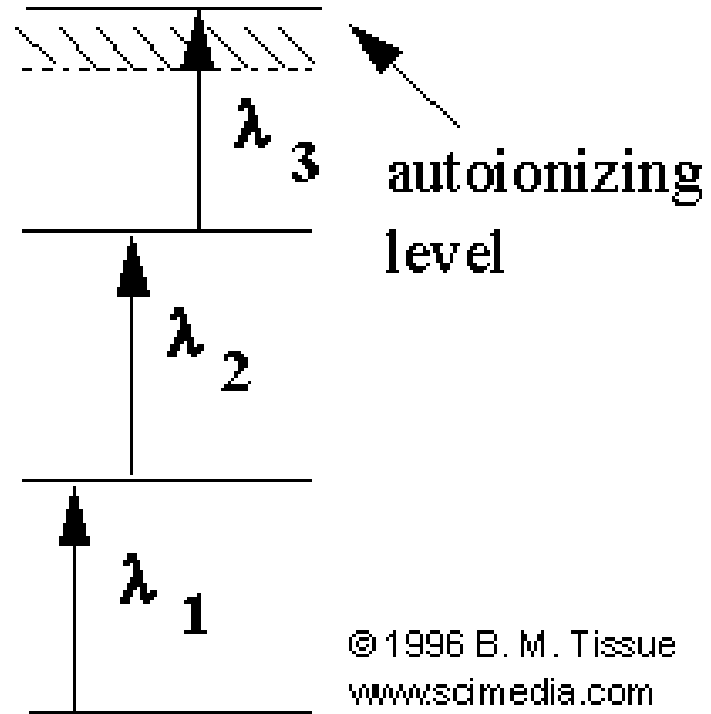 λ 3
autoionizing
level
λ 2
λ 1
© 1996 B. M. Tissue
www.scimedia.com